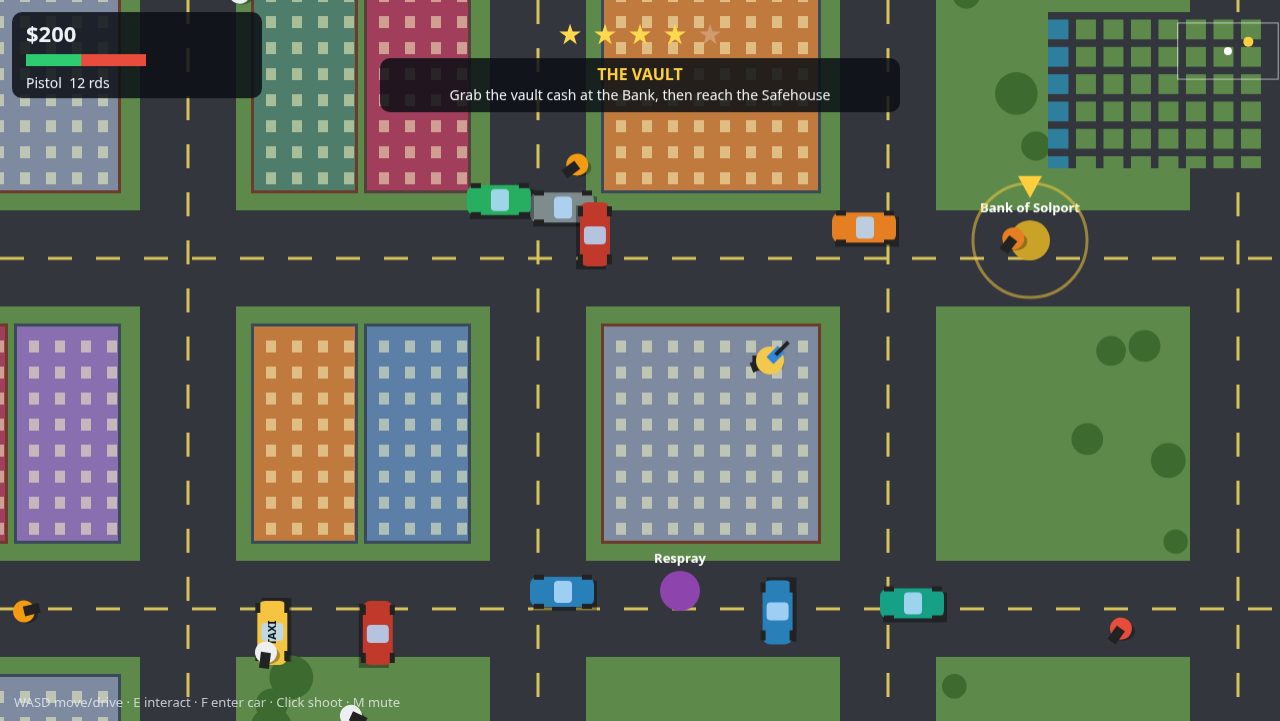 $200
Pistol 12 rds
THE VAULT
Grab the vault cash at the Bank, then reach the Safehouse
Bank of Solport
Respray
TAXI
WASD move/drive · E interact · F enter car · Click shoot · M mute